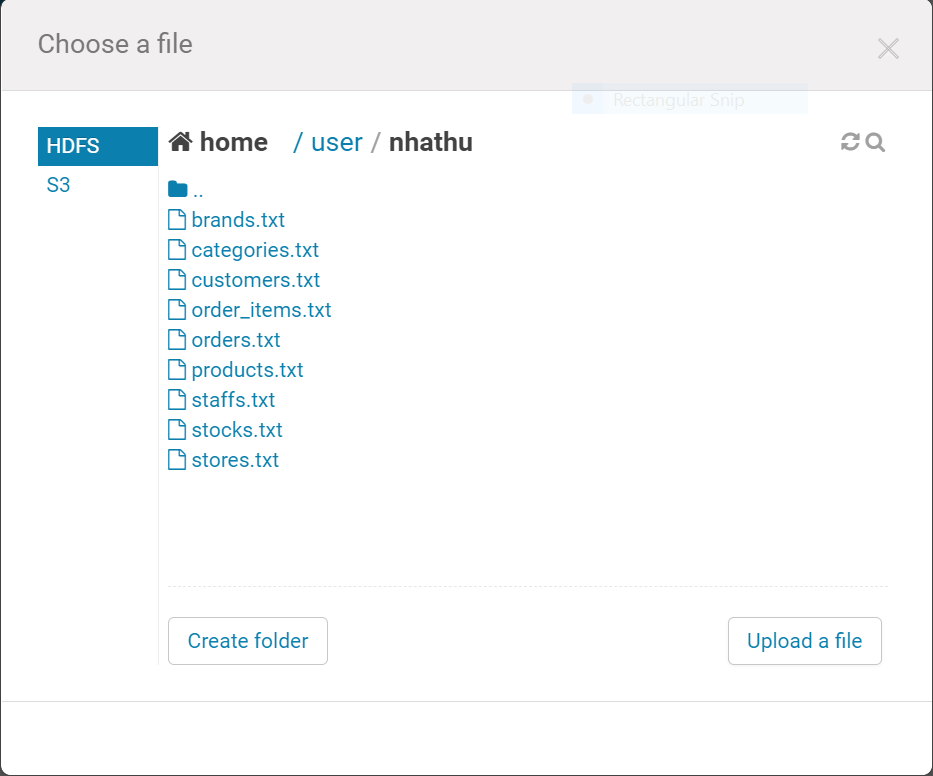 Choose a file
Rectangular Snip
HDFS
S3
home / user / nhathu
..
brands.txt
categories.txt
customers.txt
order_items.txt
orders.txt
products.txt
staffs.txt
stocks.txt
stores.txt
Create folder
Upload a file